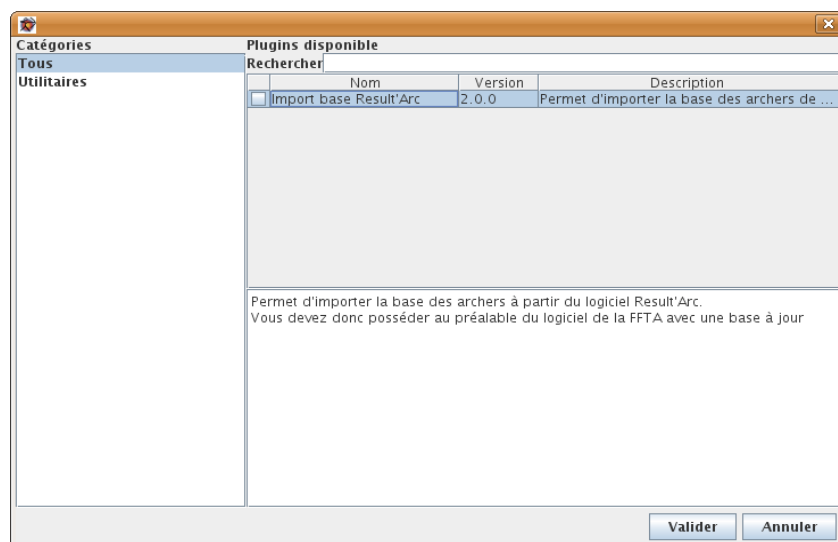 Catégories
Plugins disponible
Tous
Rechercher
Utilitaires
Nom Version Description
Import base Result'Arc 2.0.0 Permet d'importer la base des archers de ...
Permet d'importer la base des archers à partir du logiciel Result'Arc.
Vous devez donc posséder au préalable du logiciel de la FFTA avec une base à jour
Valider Annuler